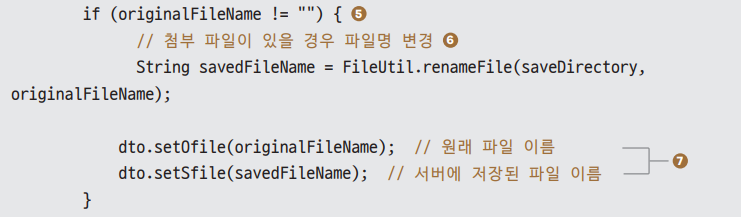 if (originalFileName != "") { ❺
// 첨부 파일이 있을 경우 파일명 변경 ❻
String savedFileName = FileUtil.renameFile(saveDirectory,
originalFileName);
dto.setOfile(originalFileName); // 원래 파일 이름
❼
dto.setSfile(savedFileName); // 서버에 저장된 파일 이름
}